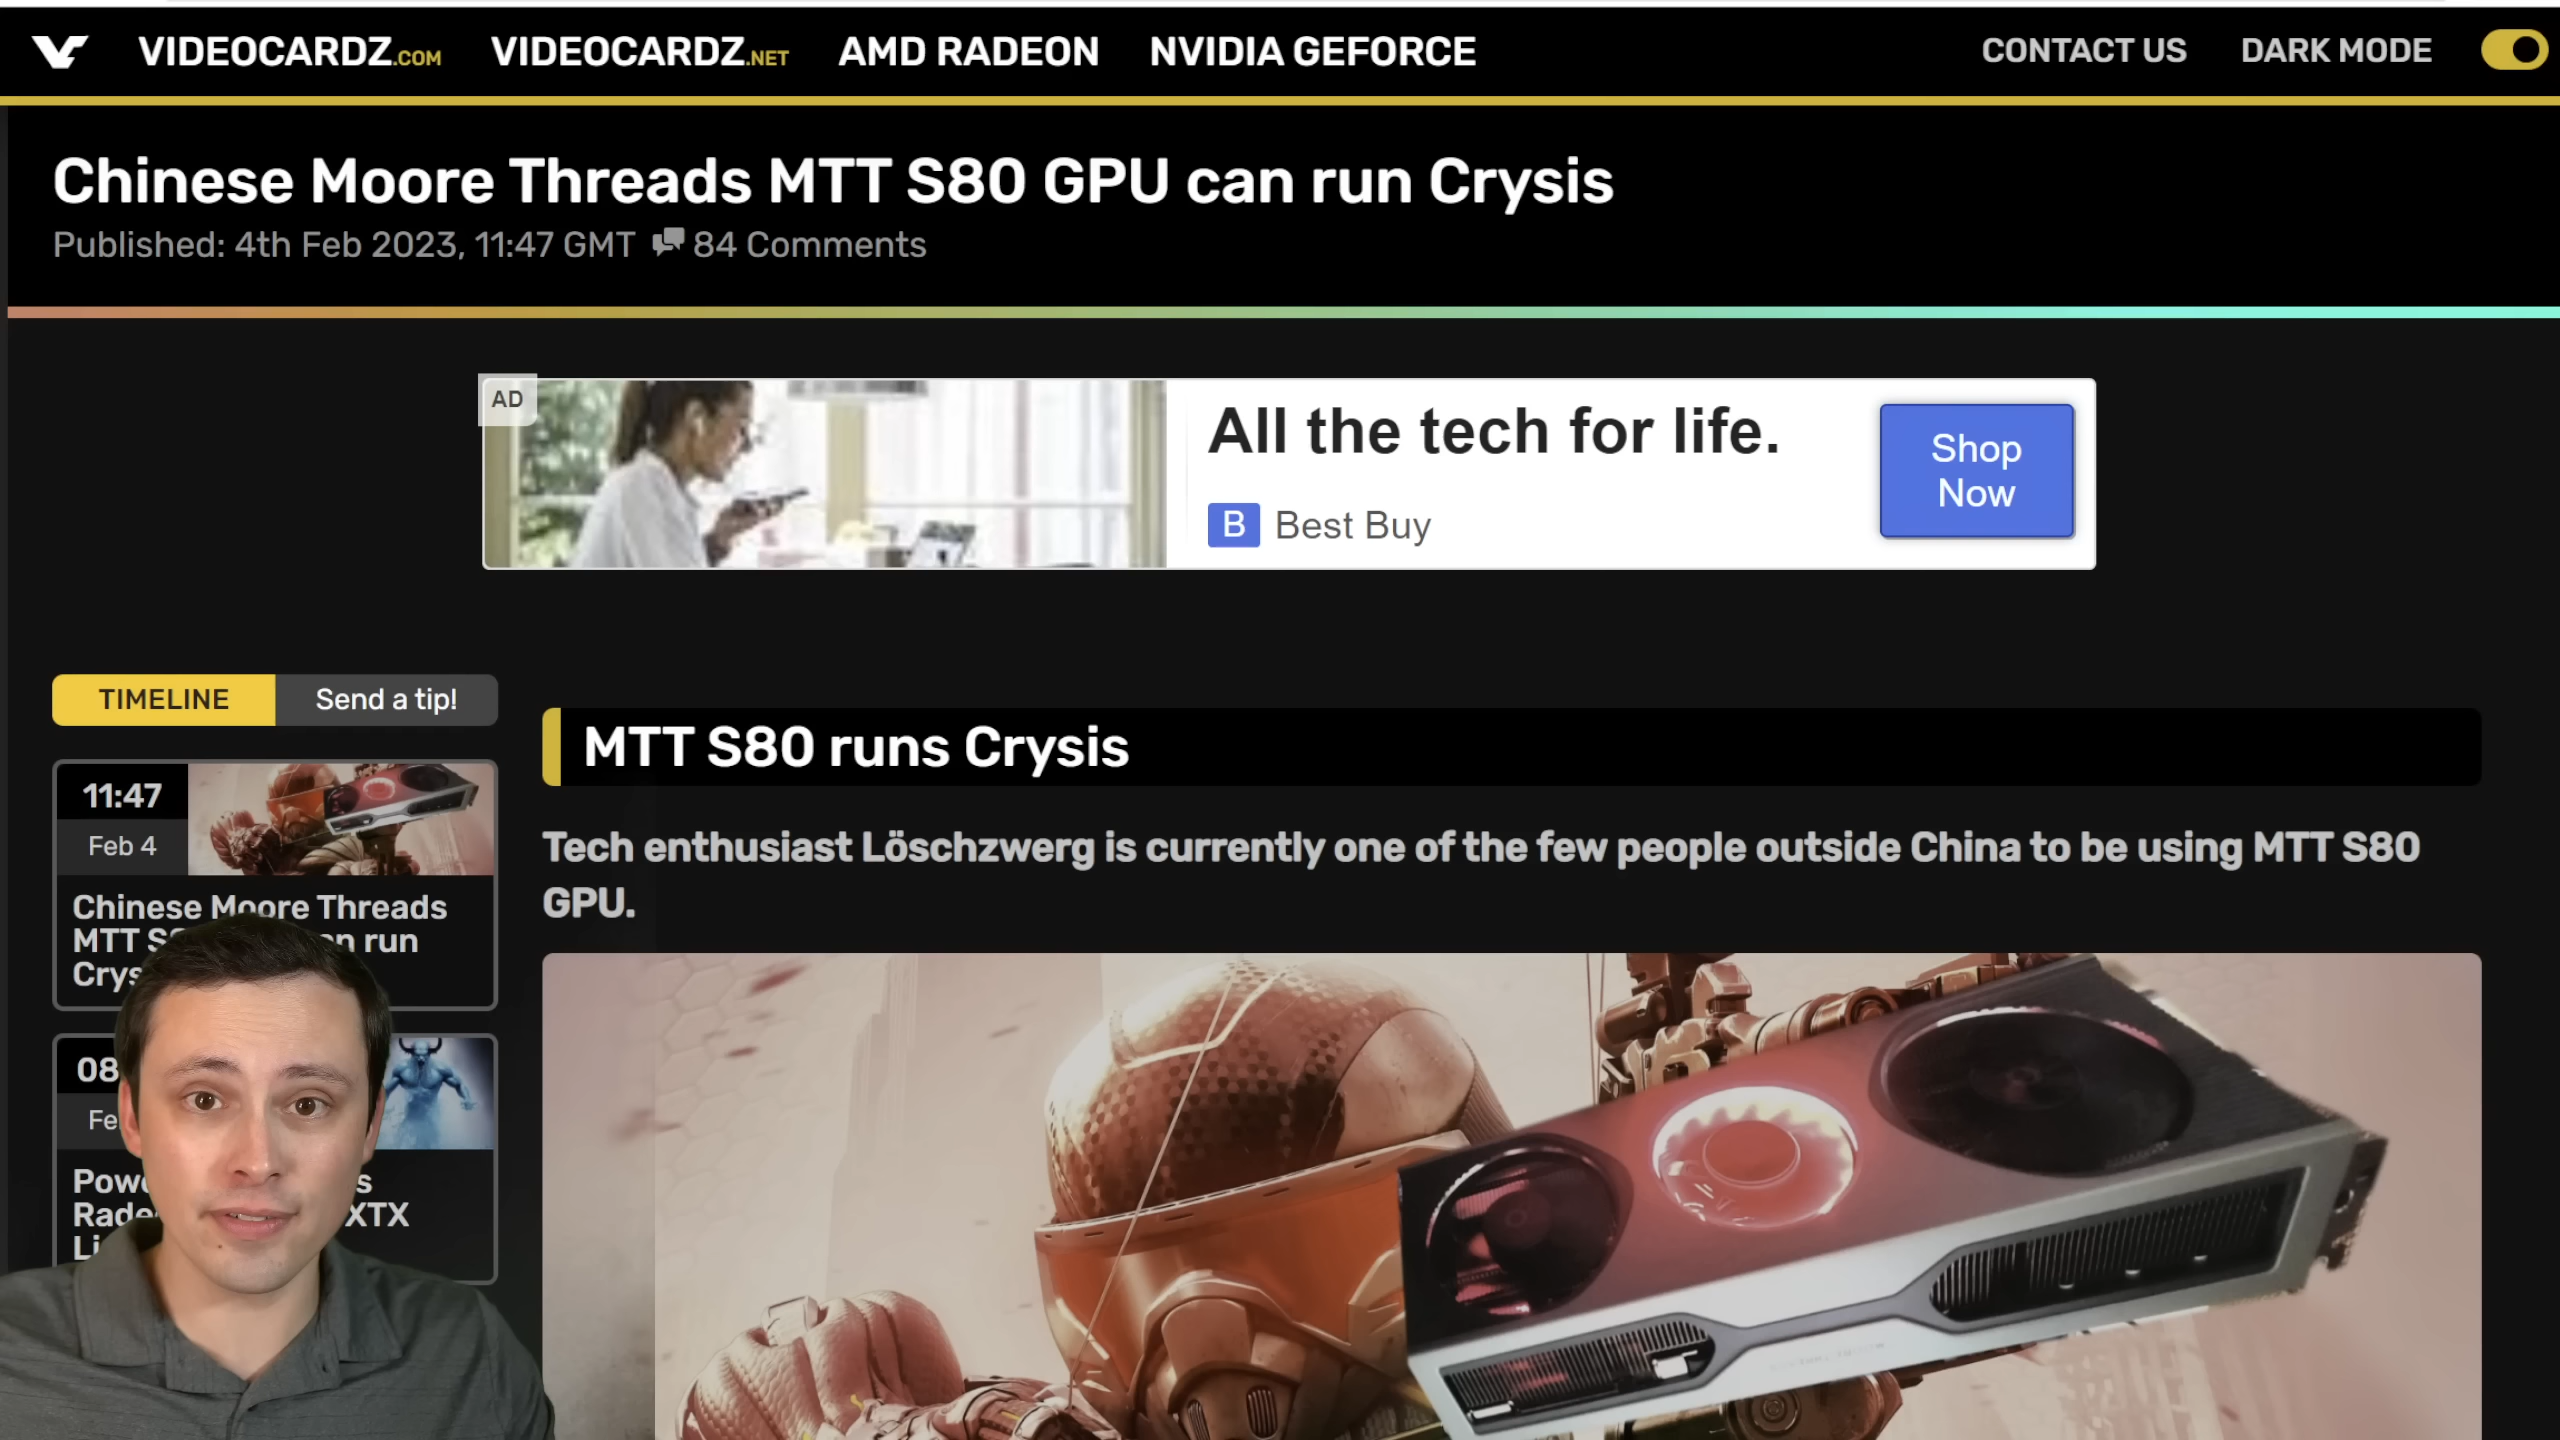 VIDEOCARDZ.COM VIDEOCARDZ.NET AMD RADEON NVIDIA GEFORCE CONTACT US DARK MODE
Chinese Moore Threads MTT S80 GPU can run Crysis
Published: 4th Feb 2023, 11:47 GMT 84 Comments
AD
All the tech for life.
B Best Buy
Shop
Now
TIMELINE Send a tip!
11:47
Feb 4
Chinese Moore Threads
MTT run
MTT S80 runs Crysis
Tech enthusiast Löschzwerg is currently one of the few people outside China to be using MTT S80
GPU.
08
XTX